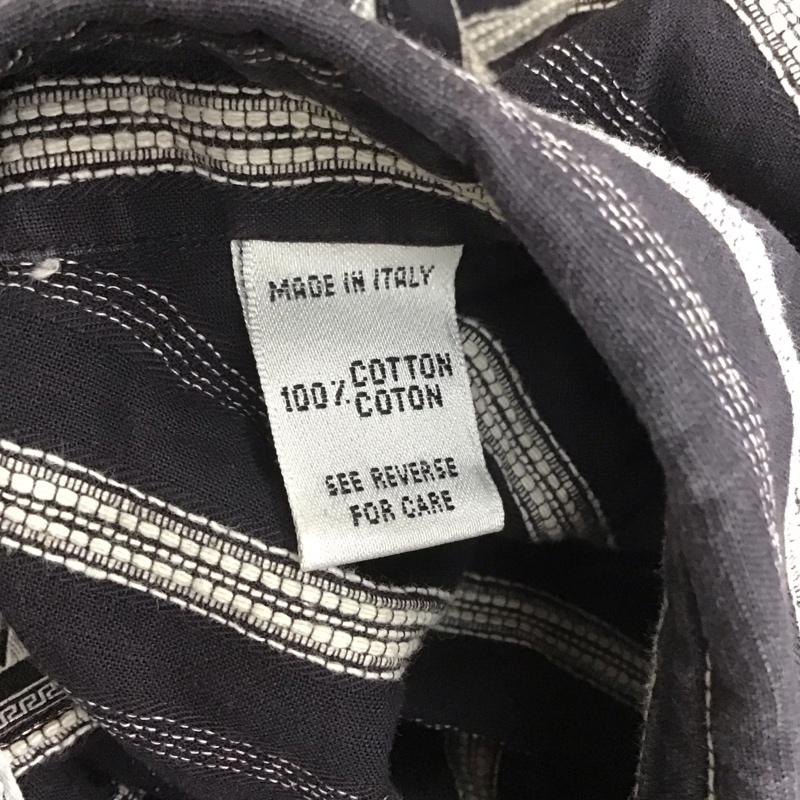 MADE IN ITALY
100% COTTON
COTON
SEE REVERSE
FOR CARE